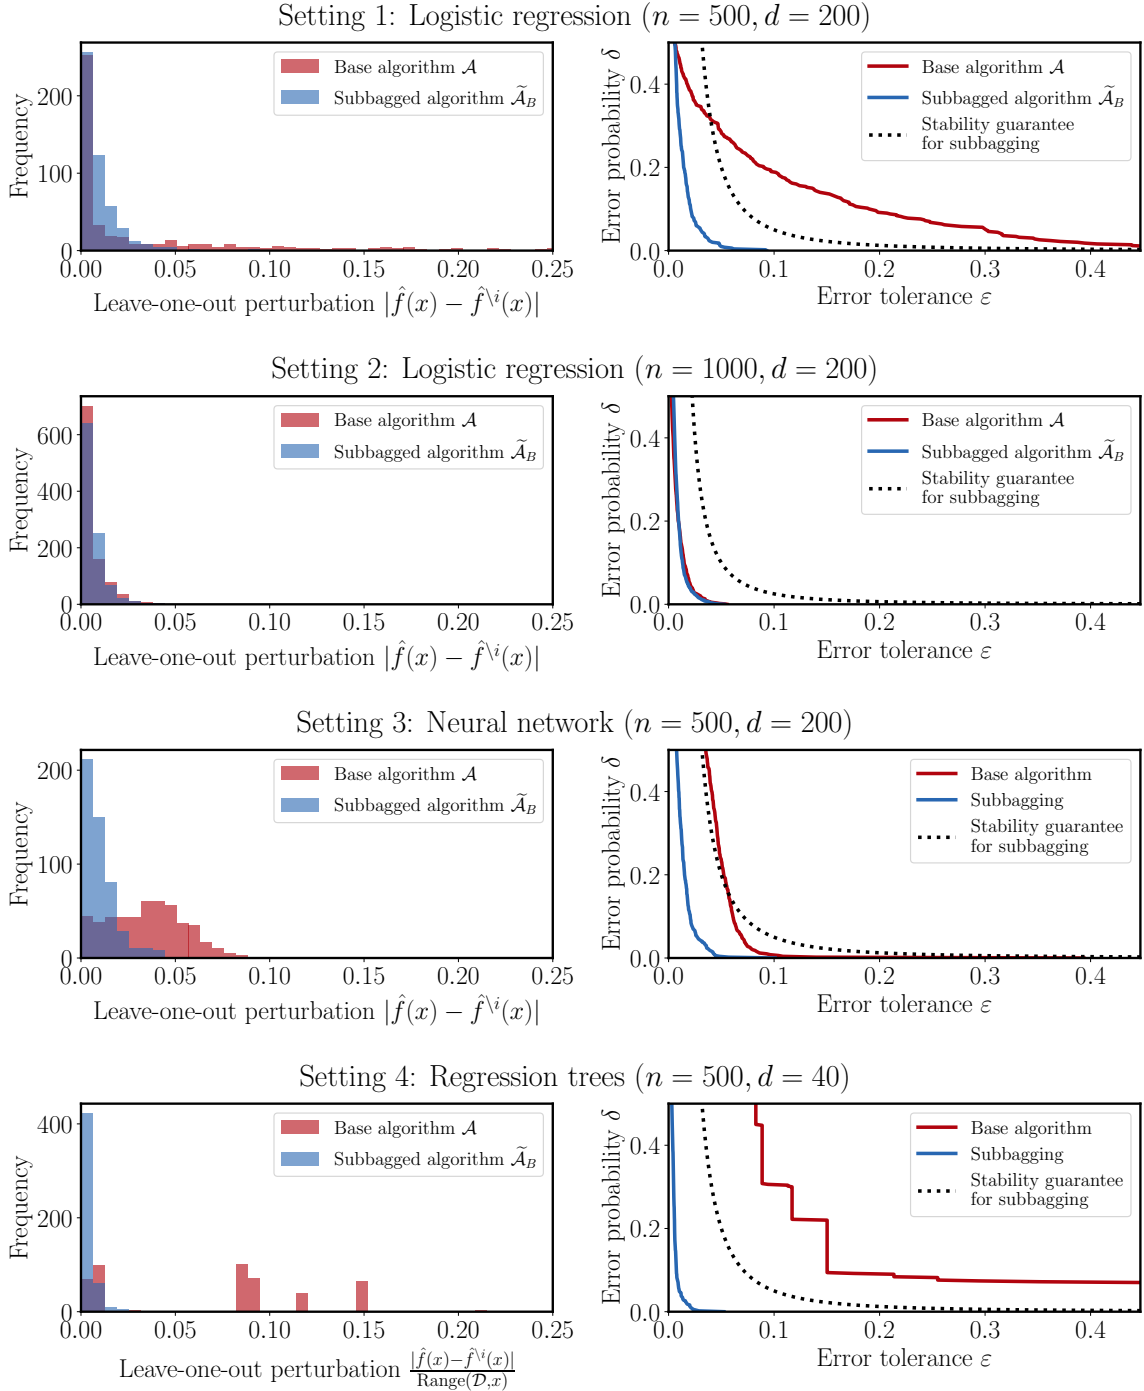 Setting 1: Logistic regression (n = 500, d = 200)
Frequency
200
100
0
Base algorithm 𝒜
Subbagged algorithm 𝒜̃_B
0.00 0.05 0.10 0.15 0.20 0.25
Leave-one-out perturbation |f̂(x) − f̂^{\i}(x)|
Error probability δ
0.4
0.2
0.0
Base algorithm 𝒜
Subbagged algorithm 𝒜̃_B
Stability guarantee
for subbagging
0.0 0.1 0.2 0.3 0.4
Error tolerance ε
Setting 2: Logistic regression (n = 1000, d = 200)
Frequency
600
400
200
0
Base algorithm 𝒜
Subbagged algorithm 𝒜̃_B
0.00 0.05 0.10 0.15 0.20 0.25
Leave-one-out perturbation |f̂(x) − f̂^{\i}(x)|
Error probability δ
0.4
0.2
0.0
Base algorithm 𝒜
Subbagged algorithm 𝒜̃_B
Stability guarantee
for subbagging
0.0 0.1 0.2 0.3 0.4
Error tolerance ε
Setting 3: Neural network (n = 500, d = 200)
Frequency
200
100
0
Base algorithm 𝒜
Subbagged algorithm 𝒜̃_B
0.00 0.05 0.10 0.15 0.20 0.25
Leave-one-out perturbation |f̂(x) − f̂^{\i}(x)|
Error probability δ
0.4
0.2
0.0
Base algorithm
Subbagging
Stability guarantee
for subbagging
0.0 0.1 0.2 0.3 0.4
Error tolerance ε
Setting 4: Regression trees (n = 500, d = 40)
Frequency
400
200
0
Base algorithm 𝒜
Subbagged algorithm 𝒜̃_B
0.00 0.05 0.10 0.15 0.20 0.25
Leave-one-out perturbation |f̂(x)−f̂^{\i}(x)| / Range(𝒟,x)
Error probability δ
0.4
0.2
0.0
Base algorithm
Subbagging
Stability guarantee
for subbagging
0.0 0.1 0.2 0.3 0.4
Error tolerance ε